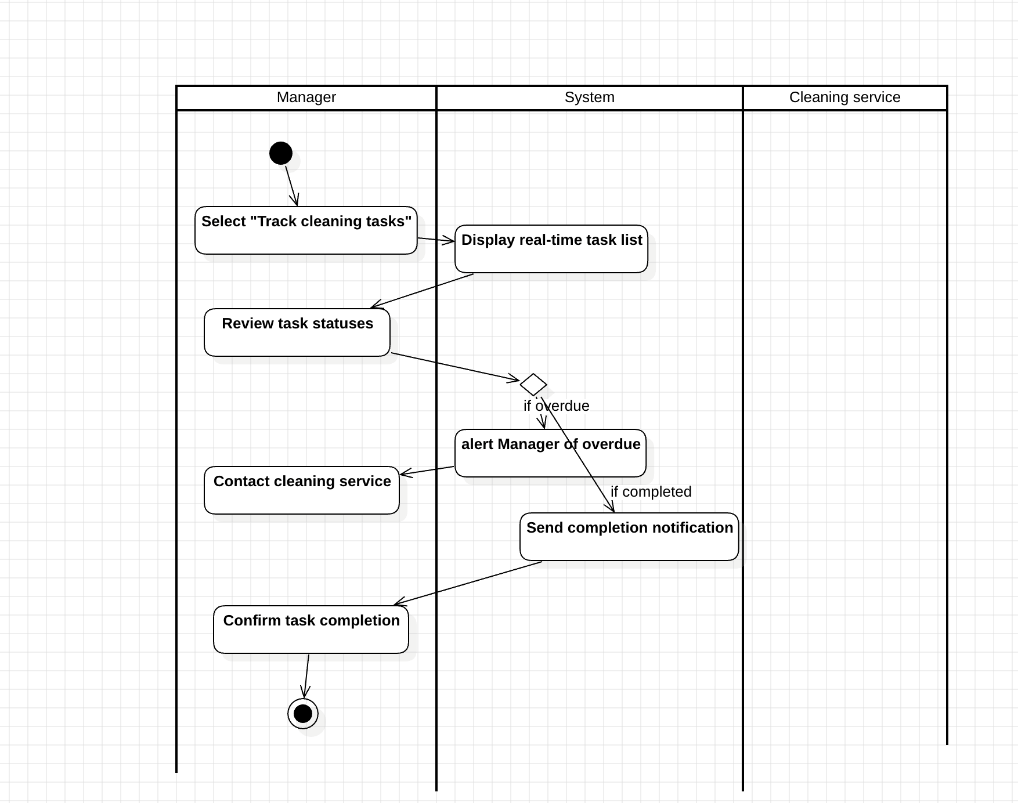 Manager
System
Cleaning service
Select "Track cleaning tasks"
Display real-time task list
Review task statuses
if overdue
alert Manager of overdue
Contact cleaning service
if completed
Send completion notification
Confirm task completion